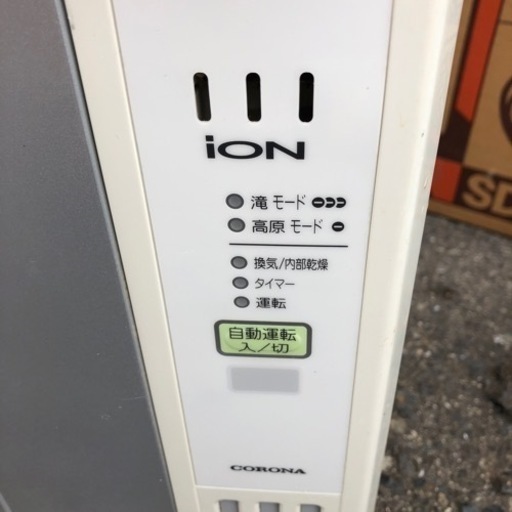 iON
滝モード
高原モード
換気/内部乾燥
タイマー
運転
自動運転
入/切
CORONA
SD